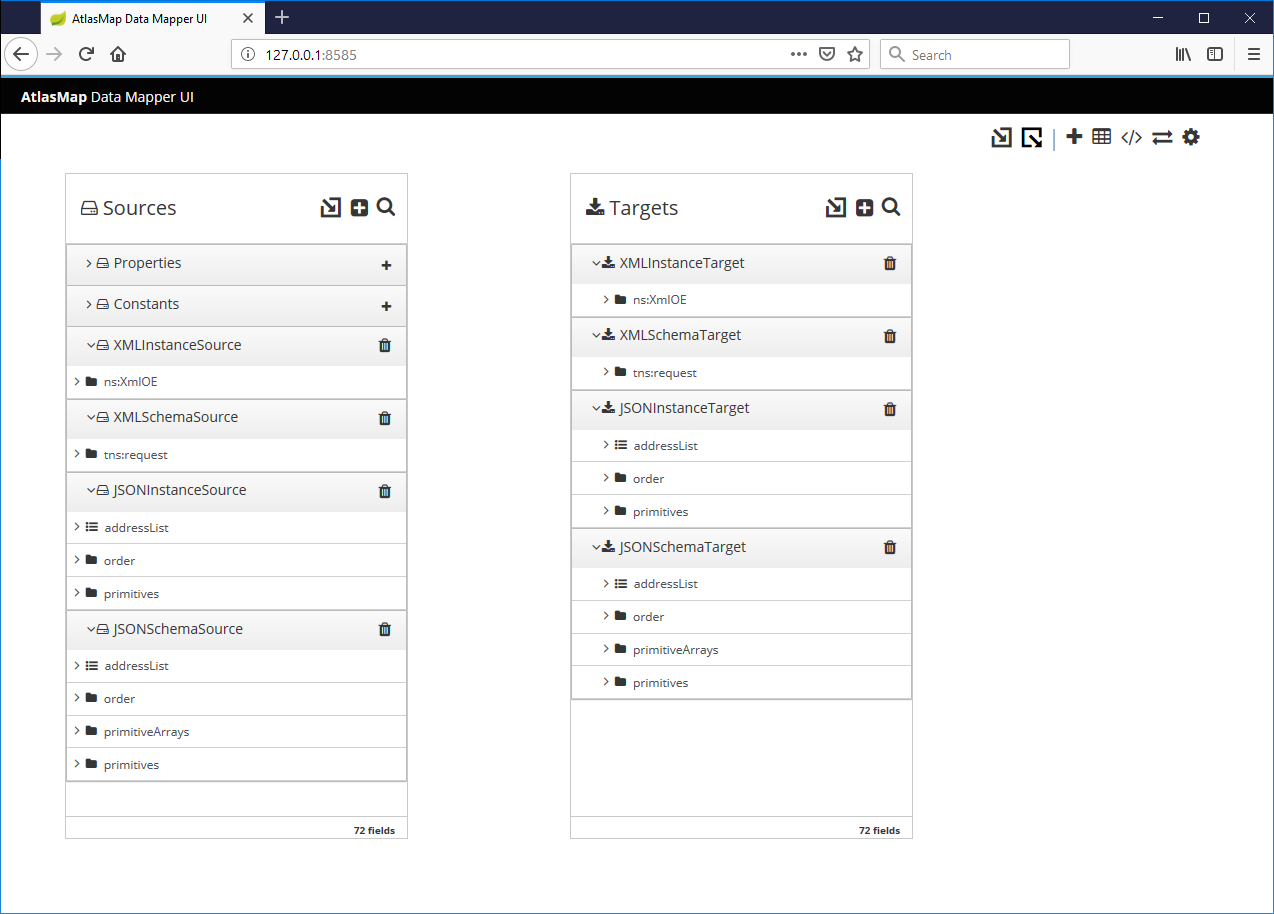 AtlasMap Data Mapper UI
127.0.0.1:8585
Search
AtlasMap Data Mapper UI
Sources
Properties
Constants
XMLInstanceSource
ns:XmlOE
XMLSchemaSource
tns:request
JSONInstanceSource
addressList
order
primitives
JSONSchemaSource
addressList
order
primitiveArrays
primitives
72 fields
Targets
XMLInstanceTarget
ns:XmlOE
XMLSchemaTarget
tns:request
JSONInstanceTarget
addressList
order
primitives
JSONSchemaTarget
addressList
order
primitiveArrays
primitives
72 fields